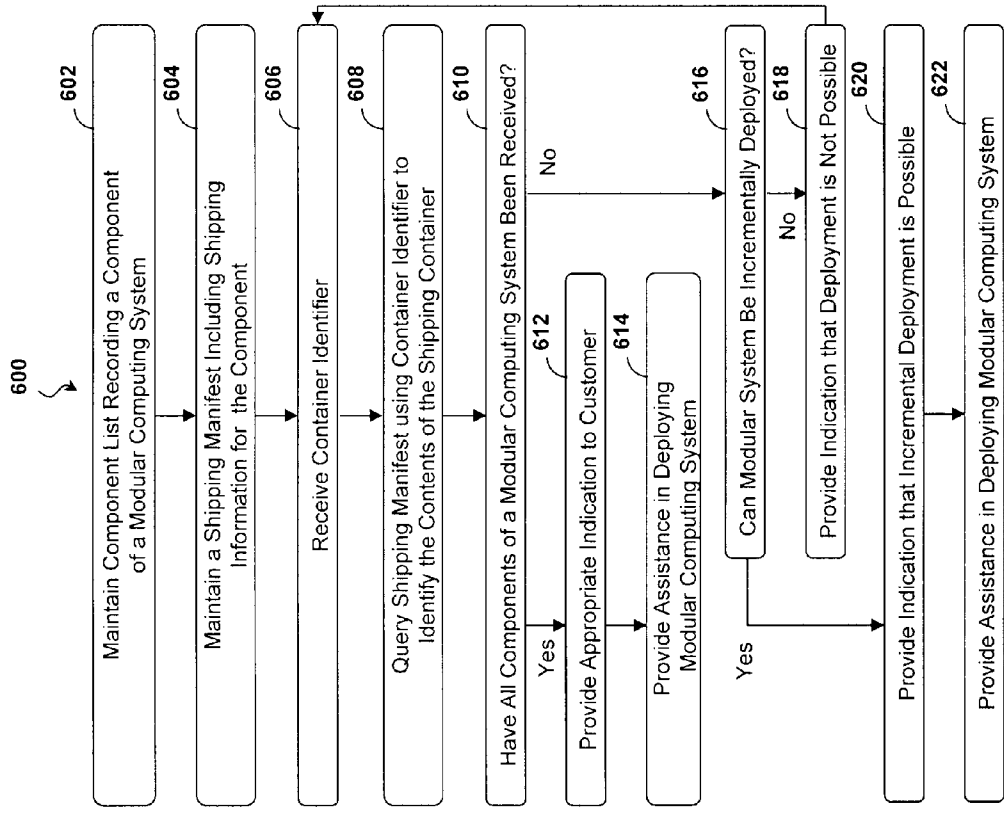 600
602
Maintain Component List Recording a Component
of a Modular Computing System
604
Maintain a Shipping Manifest Including Shipping
Information for the Component
606
Receive Container Identifier
608
Query Shipping Manifest using Container Identifier to
Identify the Contents of the Shipping Container
610
Have All Components of a Modular Computing System Been Received?
Yes
No
612
Provide Appropriate Indication to Customer
614
Provide Assistance in Deploying
Modular Computing System
616
Can Modular System Be Incrementally Deployed?
Yes
No
618
Provide Indication that Deployment is Not Possible
620
Provide Indication that Incremental Deployment is Possible
622
Provide Assistance in Deploying Modular Computing System